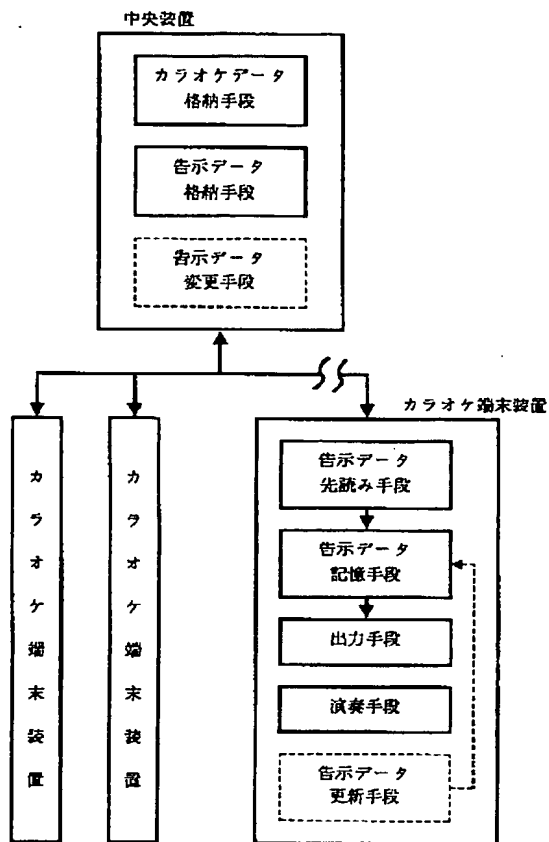 中央装置
カラオケデータ
格納手段
告示データ
格納手段
告示データ
変更手段
カラオケ端末装置
カラオケ端末装置
カラオケ端末装置
告示データ
先読み手段
告示データ
記憶手段
出力手段
演奏手段
告示データ
更新手段